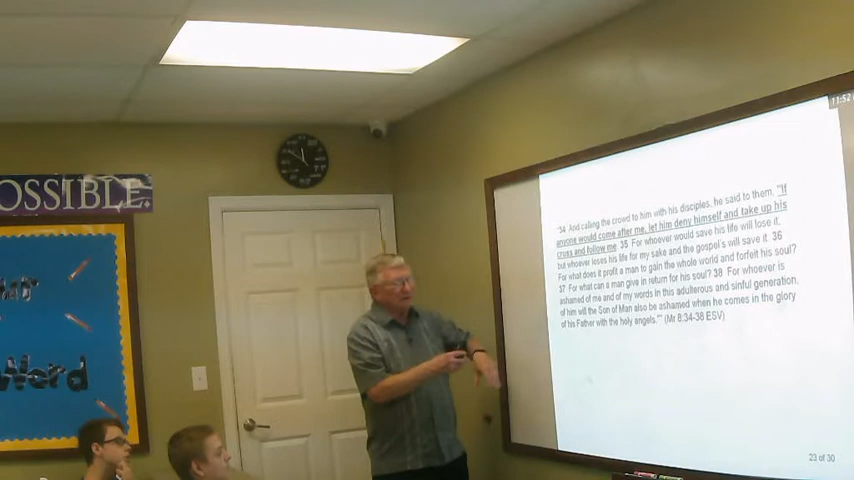 OSSIBLE
Word
11:52
"34 And calling the crowd to him with his disciples, he said to them, "If
anyone would come after me, let him deny himself and take up his
cross and follow me. 35 For whoever would save his life will lose it,
but whoever loses his life for my sake and the gospel's will save it. 36
For what does it profit a man to gain the whole world and forfeit his soul?
37 For what can a man give in return for his soul? 38 For whoever is
ashamed of me and of my words in this adulterous and sinful generation,
of him will the Son of Man also be ashamed when he comes in the glory
of his Father with the holy angels."" (Mr 8:34-38 ESV)
23 of 30